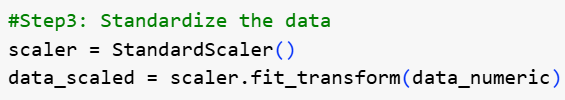 #Step3: Standardize the data
scaler = StandardScaler()
data_scaled = scaler.fit_transform(data_numeric)